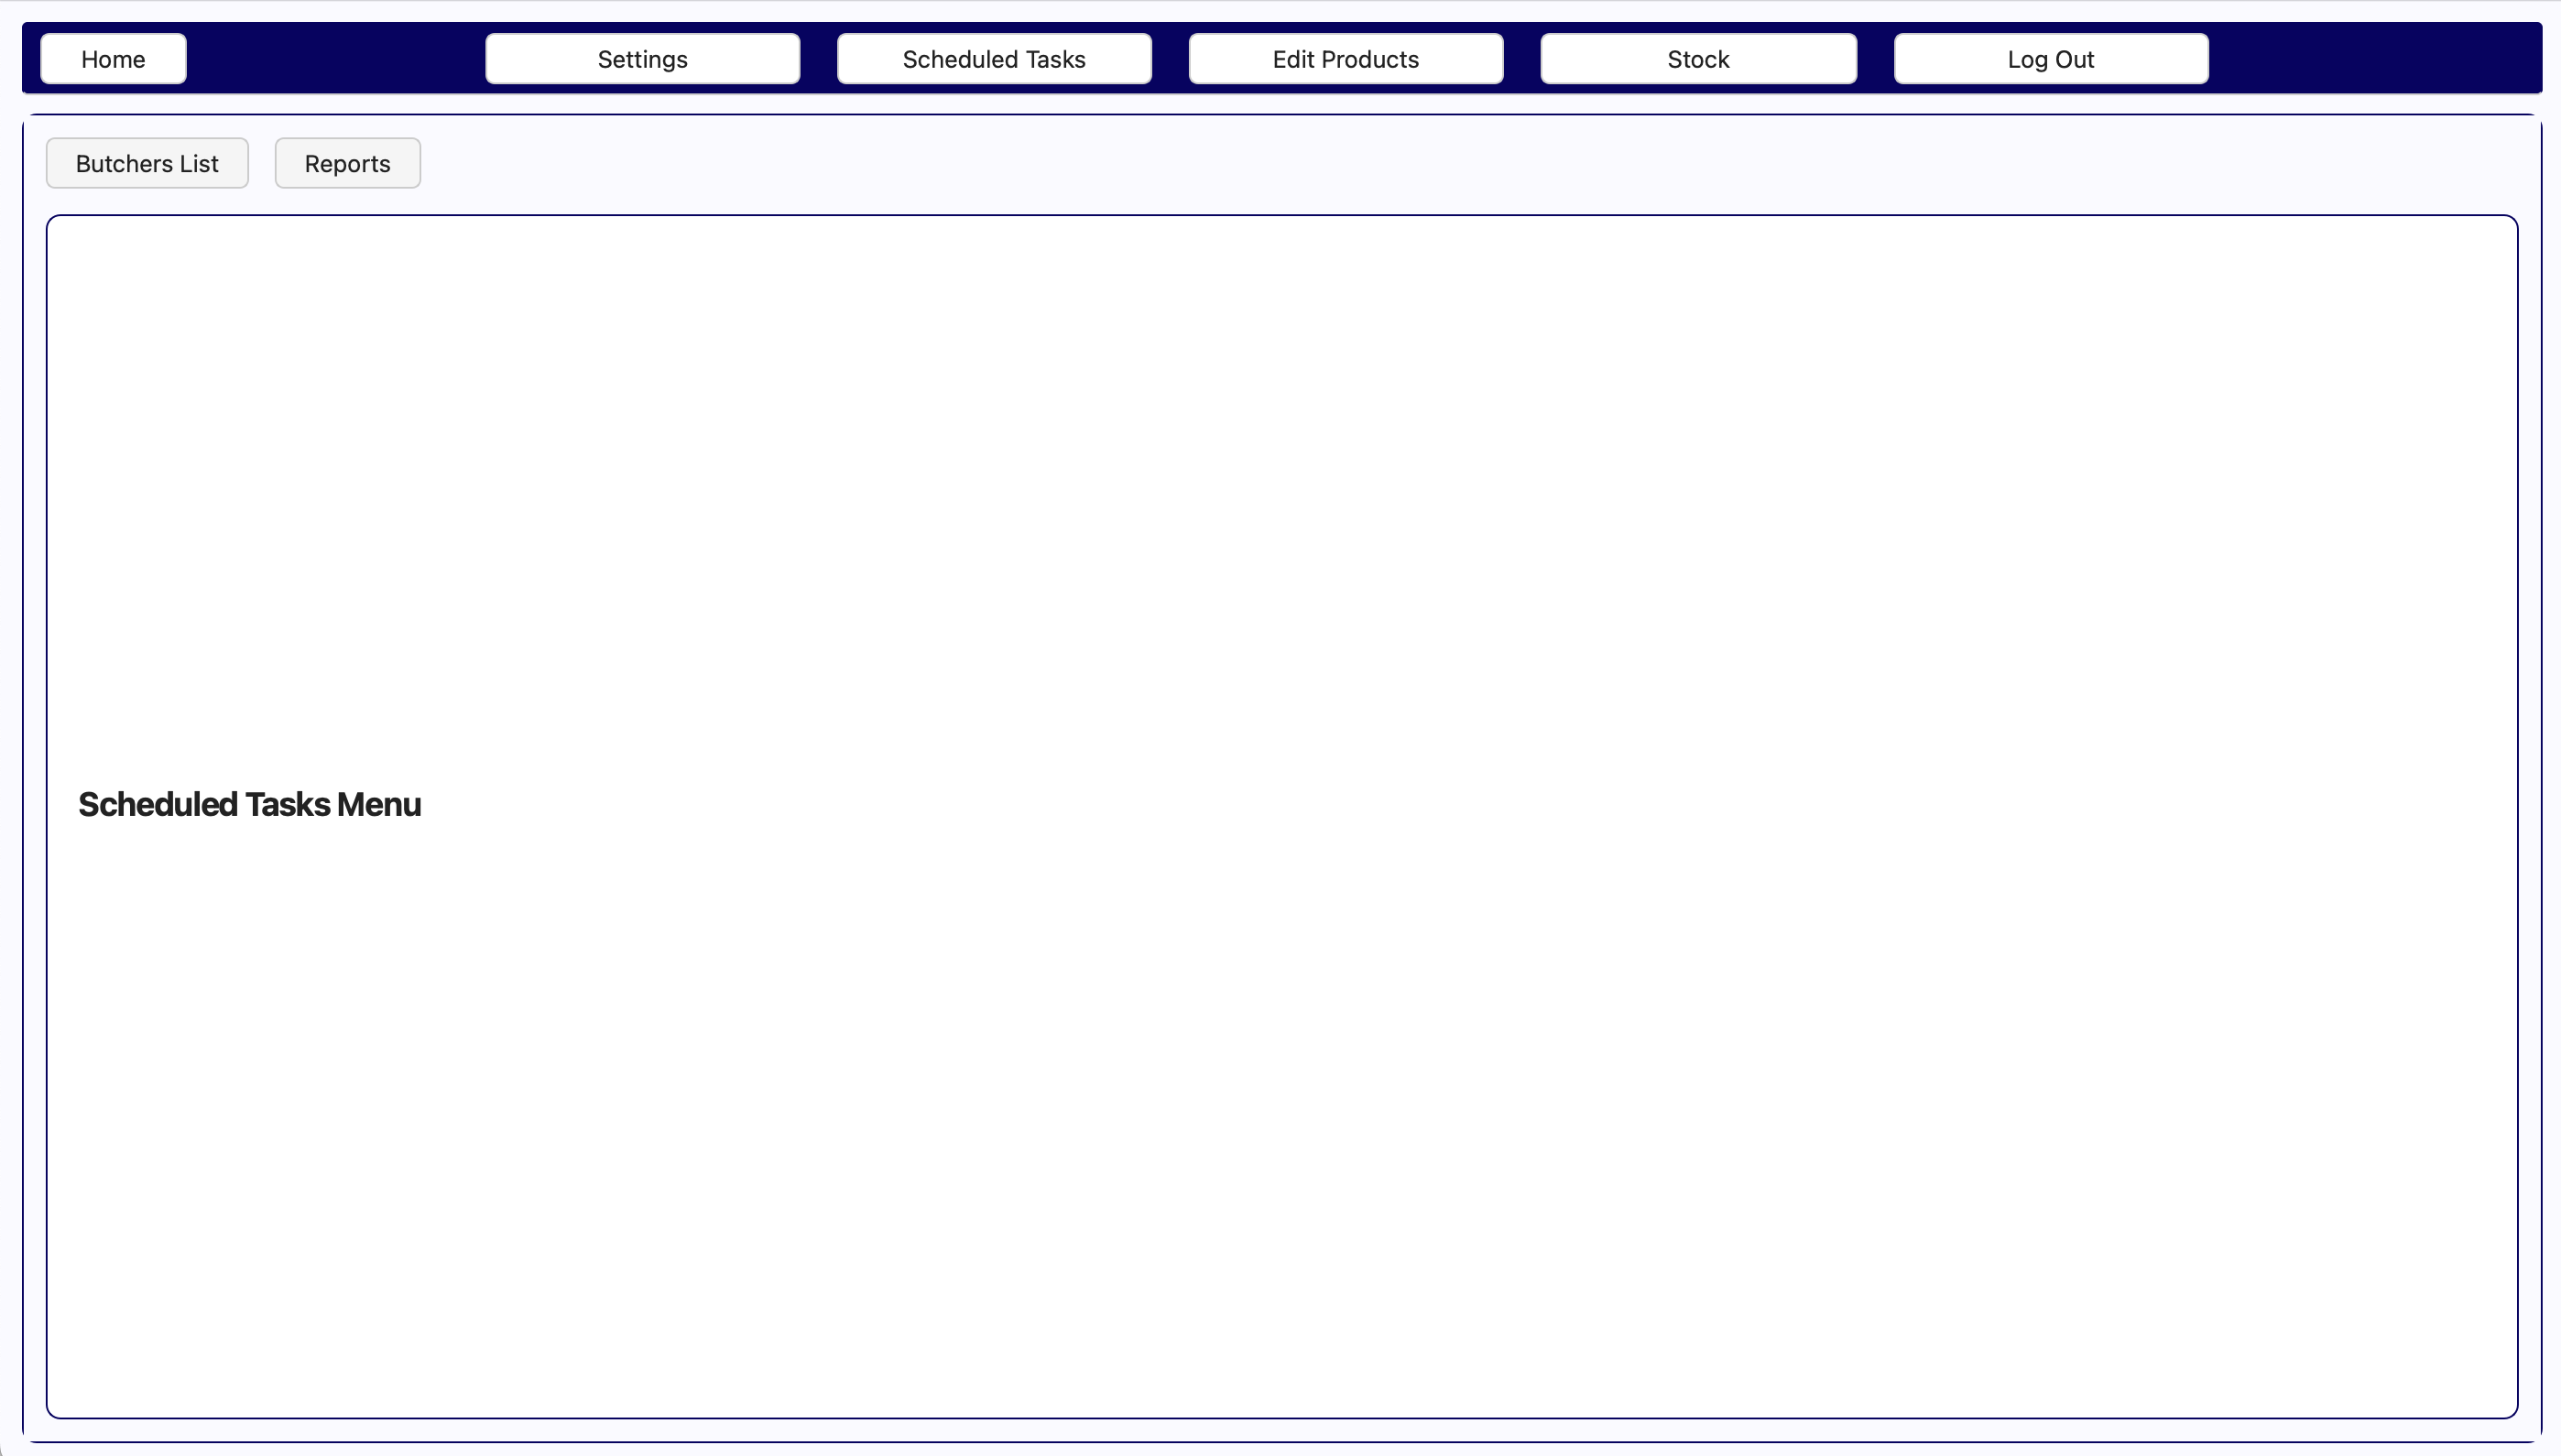 Home Settings Scheduled Tasks Edit Products Stock Log Out
Butchers List Reports
Scheduled Tasks Menu